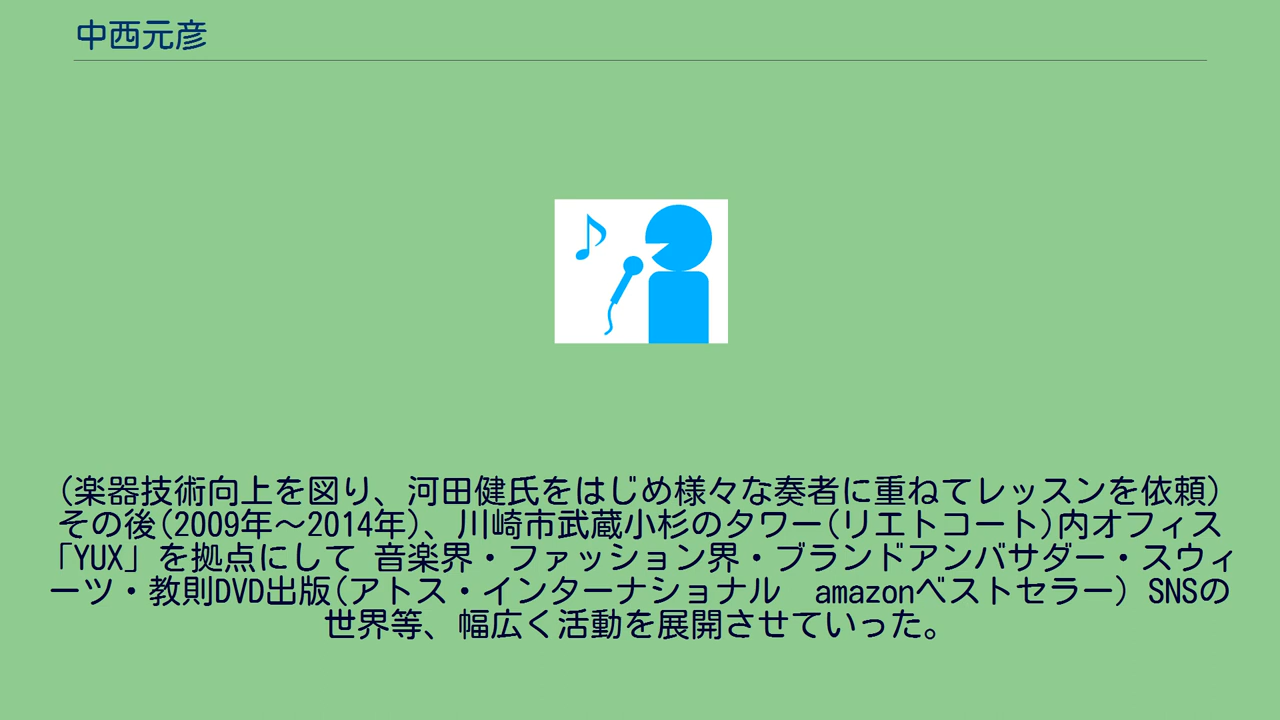 中西元彦
(楽器技術向上を図り、河田健氏をはじめ様々な奏者に重ねてレッスンを依頼)
その後(2009年〜2014年)、川崎市武蔵小杉のタワー(リエトコート)内オフィス
「YUX」を拠点にして 音楽界・ファッション界・ブランドアンバサダー・スウィ
ーツ・教則DVD出版(アトス・インターナショナル　amazonベストセラー) SNSの
世界等、幅広く活動を展開させていった。